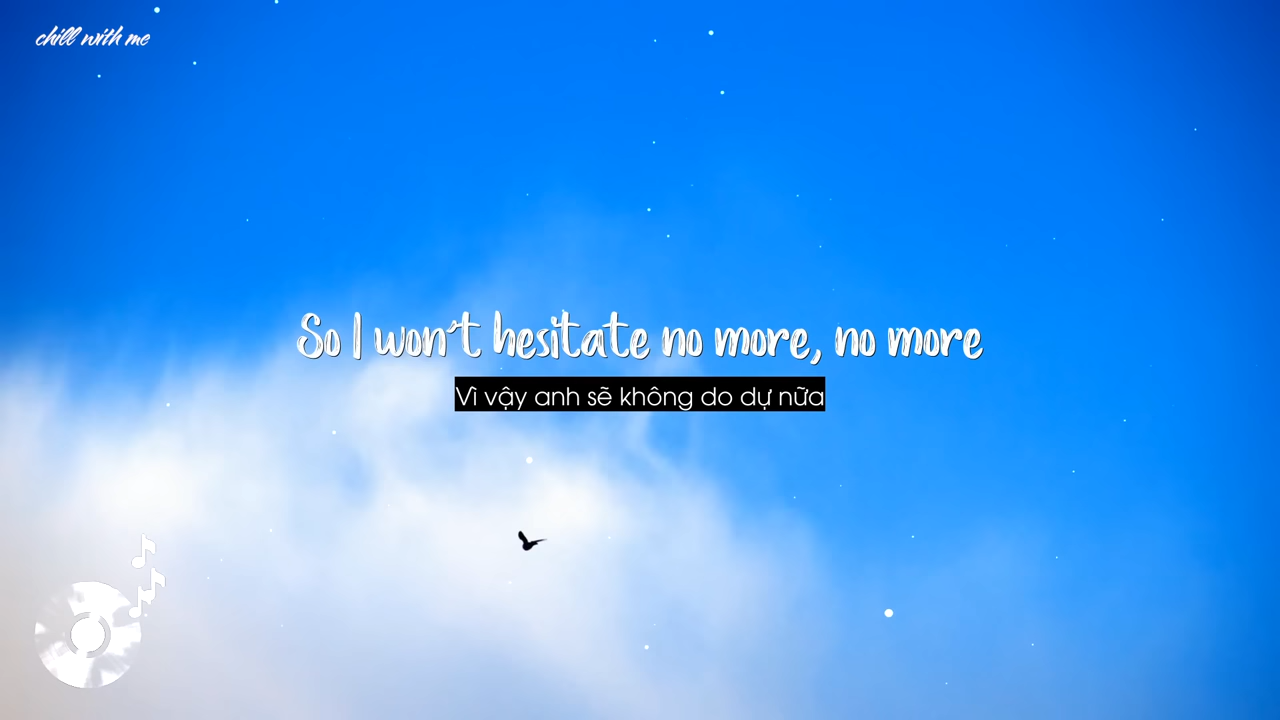 chill with me
So I won't hesitate no more, no more
Vì vậy anh sẽ không do dự nữa